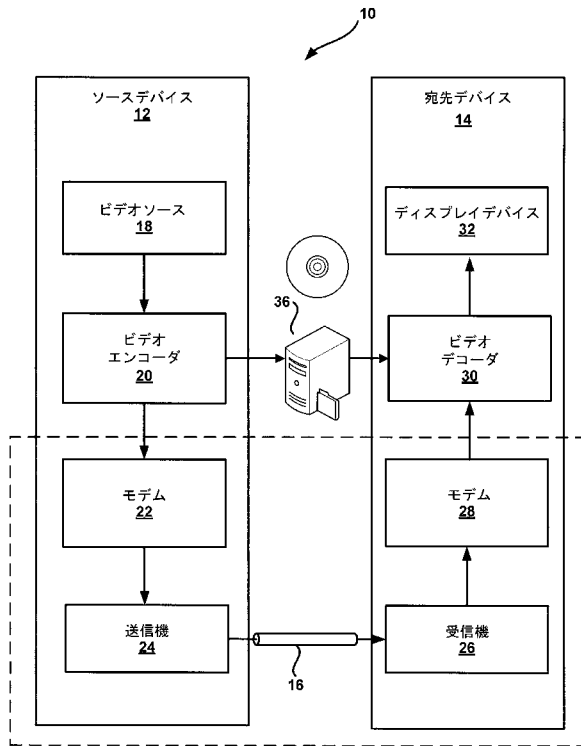 10
ソースデバイス
12
ビデオソース
18
ビデオ
エンコーダ
20
モデム
22
送信機
24
36
16
宛先デバイス
14
ディスプレイデバイス
32
ビデオ
デコーダ
30
モデム
28
受信機
26